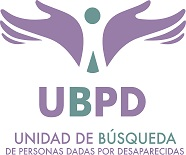 UBPD
UNIDAD DE BÚSQUEDA
DE PERSONAS DADAS POR DESAPARECIDAS